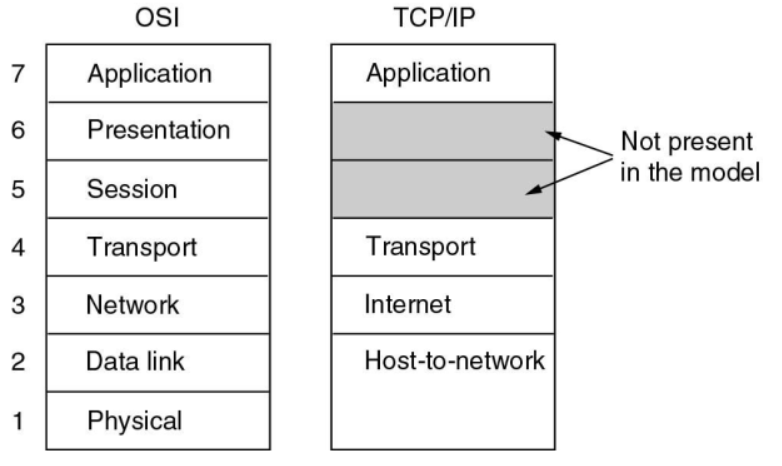 OSI TCP/IP
7 Application Application
6 Presentation
Not present
in the model
5 Session
4 Transport Transport
3 Network Internet
2 Data link Host-to-network
1 Physical